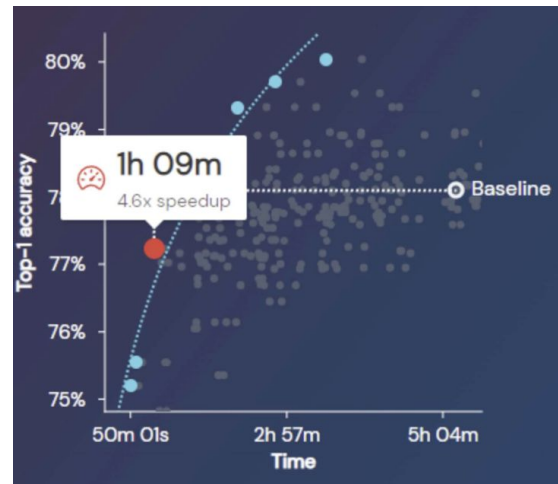 80%
79%
1h 09m
4.6x speedup
78
Baseline
77%
76%
75%
Top-1 accuracy
50m 01s
2h 57m
5h 04m
Time